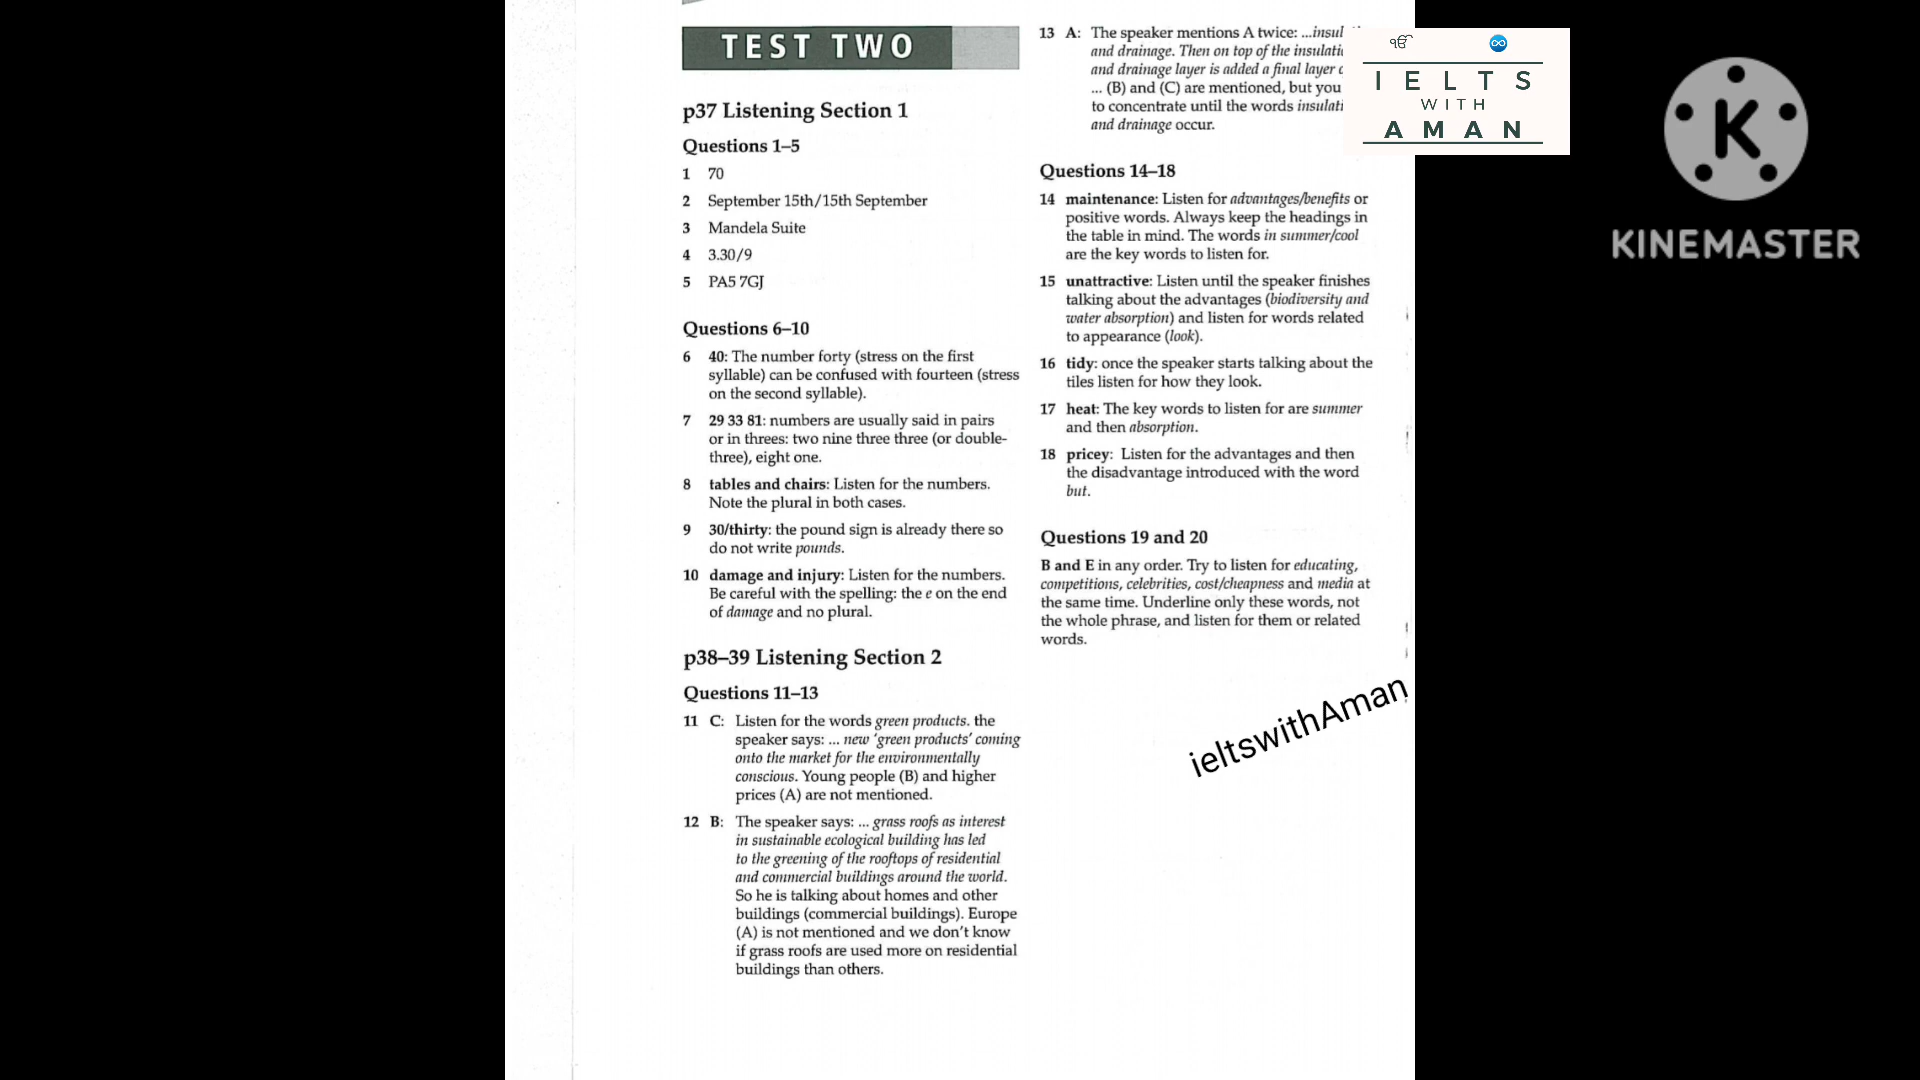 TEST TWO
p37 Listening Section 1
Questions 1–5
1 70
2 September 15th/15th September
3 Mandela Suite
4 3.30/9
5 PA5 7GJ
Questions 6–10
6 40: The number forty (stress on the first
syllable) can be confused with fourteen (stress
on the second syllable).
7 29 33 81: numbers are usually said in pairs
or in threes: two nine three three (or double-
three), eight one.
8 tables and chairs: Listen for the numbers.
Note the plural in both cases.
9 30/thirty: the pound sign is already there so
do not write pounds.
10 damage and injury: Listen for the numbers.
Be careful with the spelling: the e on the end
of damage and no plural.
p38–39 Listening Section 2
Questions 11–13
11 C: Listen for the words green products. the
speaker says: ... new 'green products' coming
onto the market for the environmentally
conscious. Young people (B) and higher
prices (A) are not mentioned.
12 B: The speaker says: ... grass roofs as interest
in sustainable ecological building has led
to the greening of the rooftops of residential
and commercial buildings around the world.
So he is talking about homes and other
buildings (commercial buildings). Europe
(A) is not mentioned and we don't know
if grass roofs are used more on residential
buildings than others.
13 A: The speaker mentions A twice: ...
and drainage. Then on top of the
and drainage layer is added a final layer
... (B) and (C) are mentioned, but you
to concentrate until the words
and drainage occur.
Questions 14–18
14 maintenance: Listen for advantages/benefits or
positive words. Always keep the headings in
the table in mind. The words in summer/cool
are the key words to listen for.
15 unattractive: Listen until the speaker finishes
talking about the advantages (biodiversity and
water absorption) and listen for words related
to appearance (look).
16 tidy: once the speaker starts talking about the
tiles listen for how they look.
17 heat: The key words to listen for are summer
and then absorption.
18 pricey: Listen for the advantages and then
the disadvantage introduced with the word
but.
Questions 19 and 20
B and E in any order. Try to listen for educating,
competitions, celebrities, cost/cheapness and media at
the same time. Underline only these words, not
the whole phrase, and listen for them or related
words.
ieltswithAman
ੴ
IELTS
WITH
AMAN
K
KINEMASTER